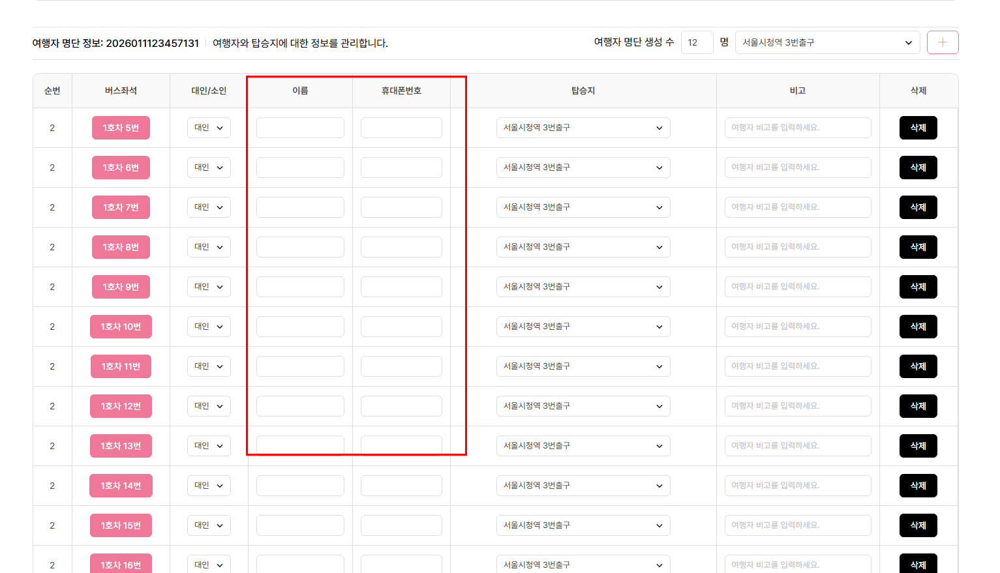 여행자 명단 정보: 2026011123457131 여행자와 탑승지에 대한 정보를 관리합니다. 여행자 명단 생성 수 12 명 서울시청역 3번출구
순번 버스좌석 대인/소인 이름 휴대폰번호 탑승지 비고 삭제
2 1호차 5번 대인 서울시청역 3번출구 여행자 비고를 입력하세요. 삭제
2 1호차 6번 대인 서울시청역 3번출구 여행자 비고를 입력하세요. 삭제
2 1호차 7번 대인 서울시청역 3번출구 여행자 비고를 입력하세요. 삭제
2 1호차 8번 대인 서울시청역 3번출구 여행자 비고를 입력하세요. 삭제
2 1호차 9번 대인 서울시청역 3번출구 여행자 비고를 입력하세요. 삭제
2 1호차 10번 대인 서울시청역 3번출구 여행자 비고를 입력하세요. 삭제
2 1호차 11번 대인 서울시청역 3번출구 여행자 비고를 입력하세요. 삭제
2 1호차 12번 대인 서울시청역 3번출구 여행자 비고를 입력하세요. 삭제
2 1호차 13번 대인 서울시청역 3번출구 여행자 비고를 입력하세요. 삭제
2 1호차 14번 대인 서울시청역 3번출구 여행자 비고를 입력하세요. 삭제
2 1호차 15번 대인 서울시청역 3번출구 여행자 비고를 입력하세요. 삭제
2 1호차 16번 대인 서울시청역 3번출구 여행자 비고를 입력하세요. 삭제